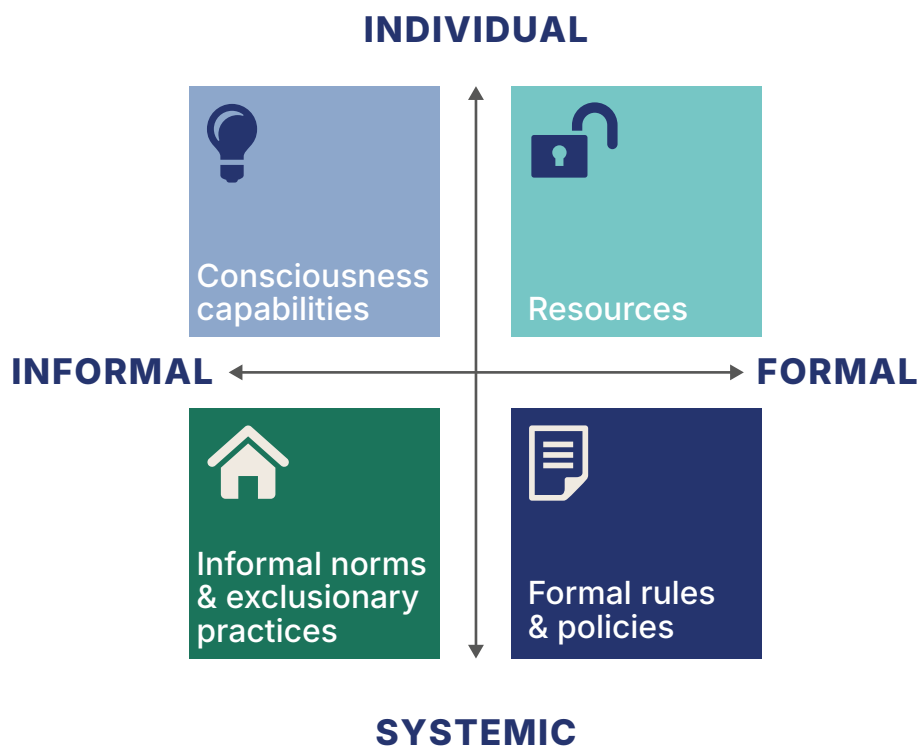 INDIVIDUAL
Consciousness
capabilities
Resources
INFORMAL
FORMAL
Informal norms
& exclusionary
practices
Formal rules
& policies
SYSTEMIC